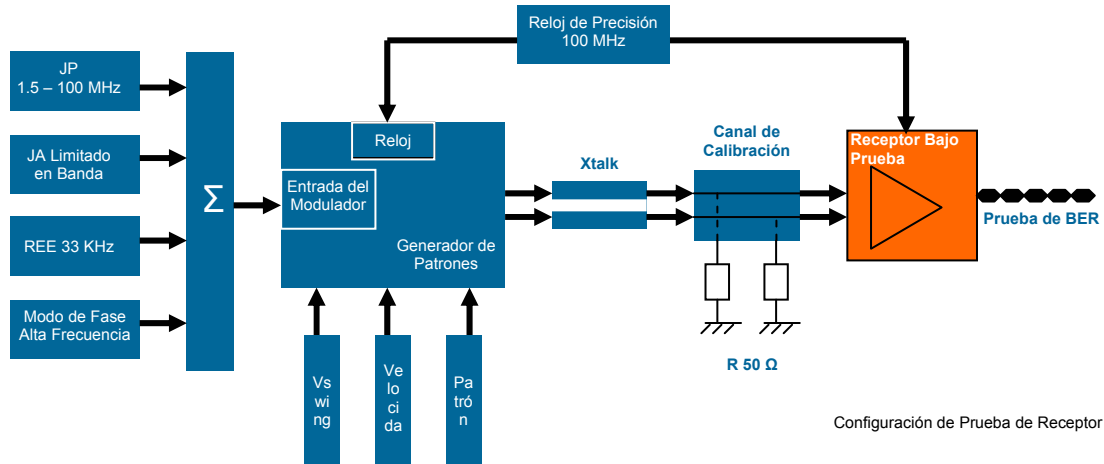 Reloj de Precisión
100 MHz
JP
1.5 – 100 MHz
JA Limitado
en Banda
REE 33 KHz
Modo de Fase
Alta Frecuencia
Σ
Reloj
Entrada del
Modulador
Generador de
Patrones
Vs
wing
Ve
lo
ci
da
Pa
tró
n
Xtalk
Canal de
Calibración
R 50 Ω
Receptor Bajo
Prueba
Prueba de BER
Configuración de Prueba de Receptor